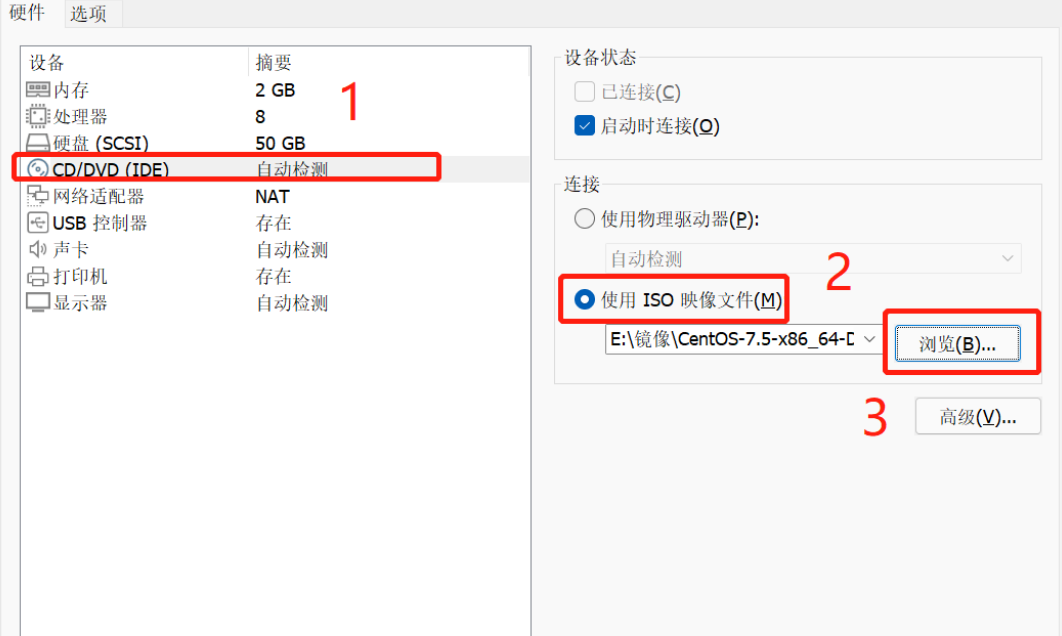 硬件 选项
设备 摘要
内存 2 GB
处理器 8
硬盘 (SCSI) 50 GB
CD/DVD (IDE) 自动检测
网络适配器 NAT
USB 控制器 存在
声卡 自动检测
打印机 存在
显示器 自动检测
1
设备状态
已连接(C)
启动时连接(O)
连接
使用物理驱动器(P):
自动检测
2
使用 ISO 映像文件(M)
E:\镜像\CentOS-7.5-x86_64-D
浏览(B)...
3
高级(V)...